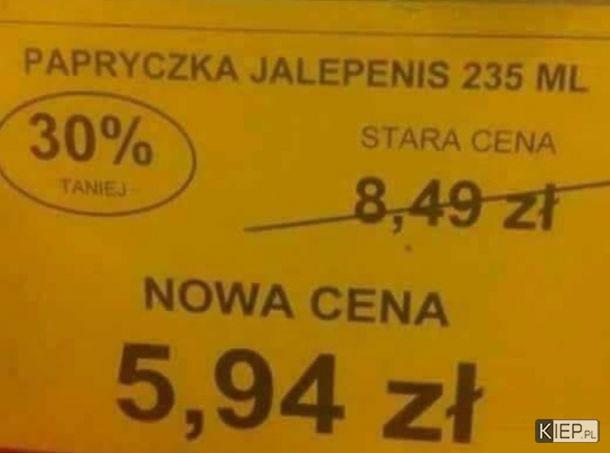 PAPRYCZKA JALEPENIS 235 ML
30%
TANIEJ
STARA CENA
8,49 zł
NOWA CENA
5,94 zł
KIEP.PL